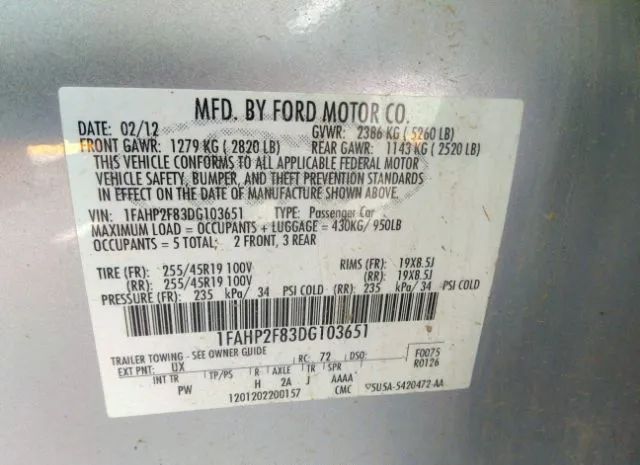 MFD. BY FORD MOTOR CO.
DATE: 02/12 GVWR: 2386 KG ( 5260 LB)
FRONT GAWR: 1279 KG ( 2820 LB) REAR GAWR: 1143 KG ( 2520 LB)
THIS VEHICLE CONFORMS TO ALL APPLICABLE FEDERAL MOTOR
VEHICLE SAFETY, BUMPER, AND THEFT PREVENTION STANDARDS
IN EFFECT ON THE DATE OF MANUFACTURE SHOWN ABOVE.
VIN: 1FAHP2F83DG103651 TYPE: Passenger Car
MAXIMUM LOAD = OCCUPANTS + LUGGAGE = 430KG/ 950LB
OCCUPANTS = 5 TOTAL; 2 FRONT, 3 REAR
TIRE (FR): 255/45R19 100V RIMS (FR): 19X8.5J
(RR): 255/45R19 100V (RR): 19X8.5J
PRESSURE (FR): 235 kPa/ 34 PSI COLD (RR): 235 kPa/ 34 PSI COLD
1FAHP2F83DG103651
TRAILER TOWING - SEE OWNER GUIDE RC: 72 DSO: F0075
EXT PNT: UX R0126
INT TR TP/PS R AXLE TR SPR
PW H 2A J AAAA
1201202200157 CMC 5U5A-5420472-AA